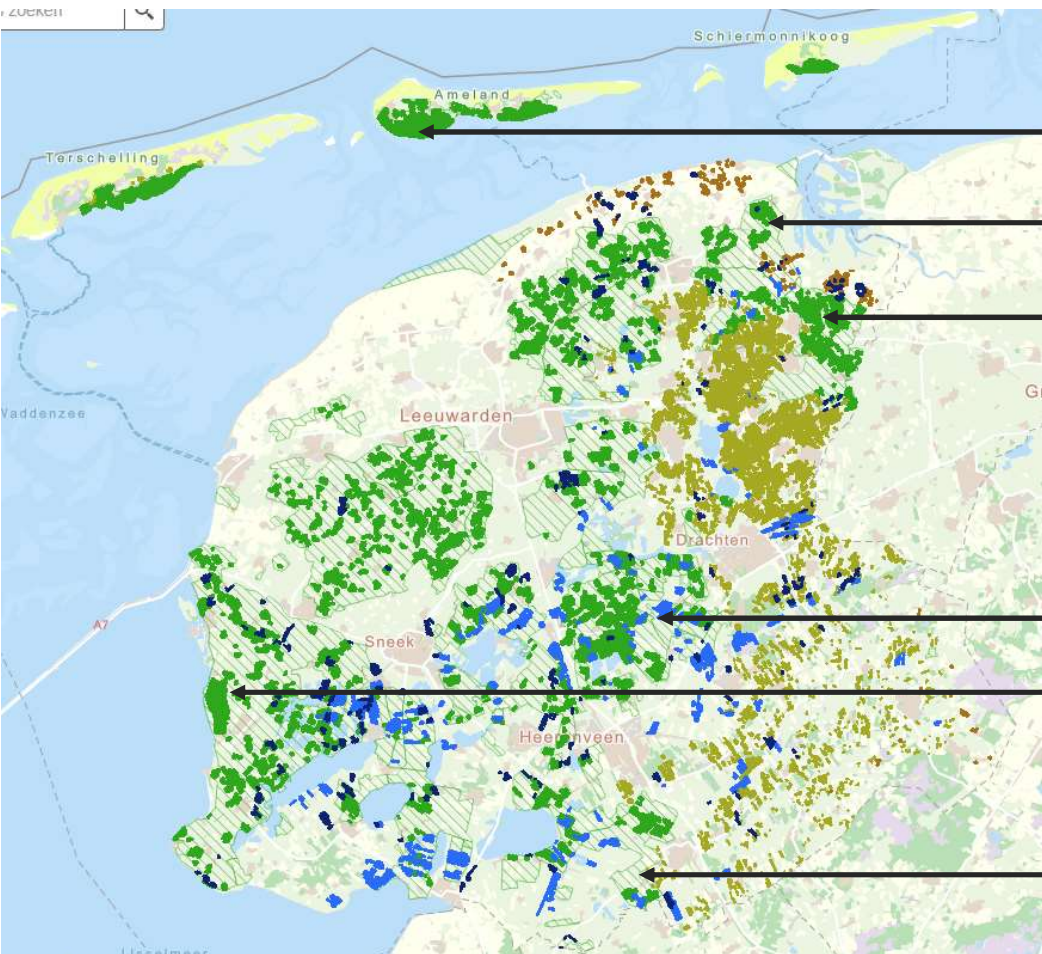 zoeken
Schiermonnikoog
Ameland
Terschelling
Waddenzee
Leeuwarden
Drachten
A7
Sneek
Heerenveen